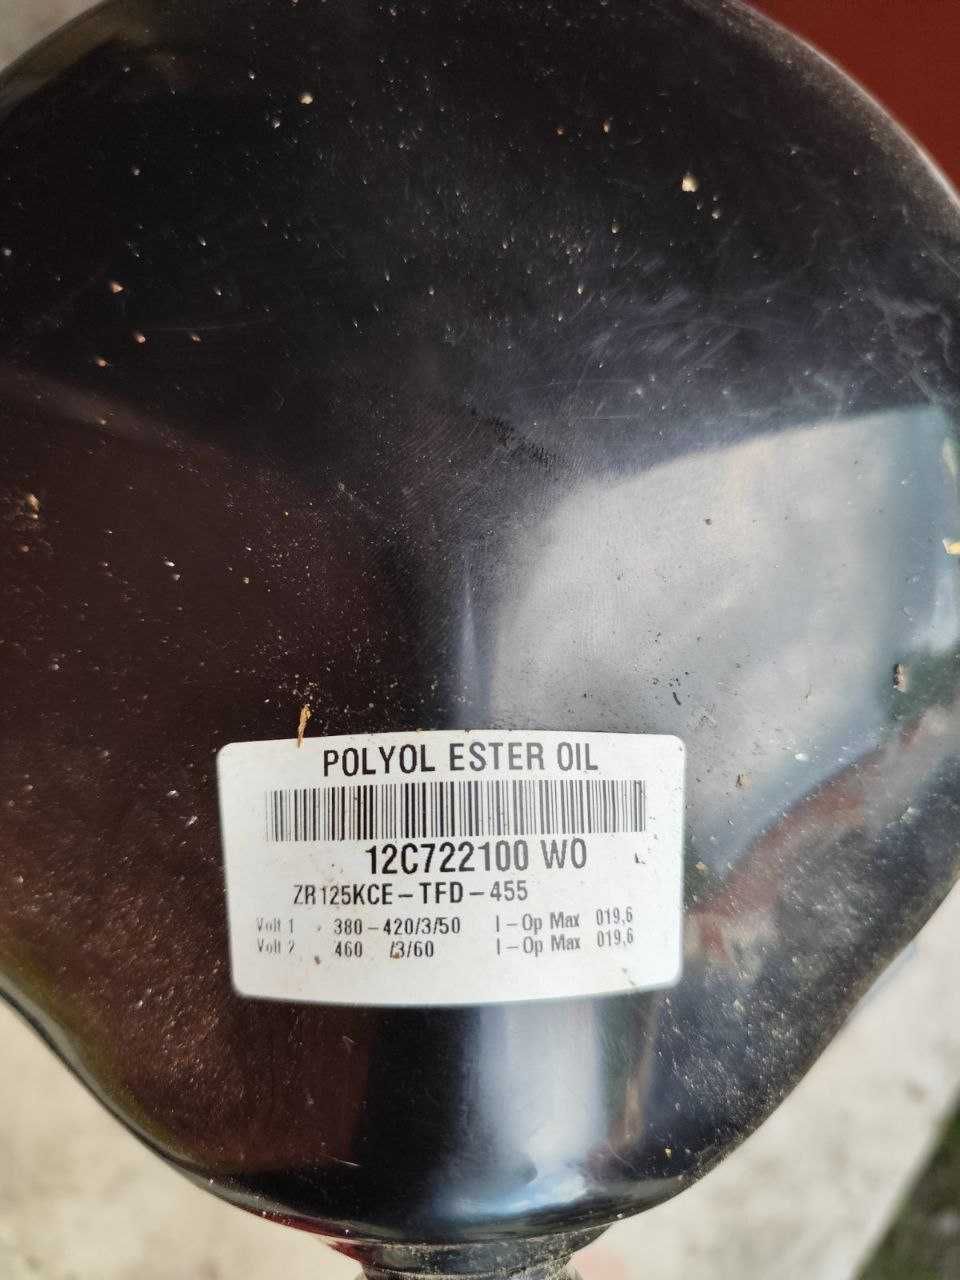 POLYOL ESTER OIL
12C722100 WO
ZR125KCE-TFD-455
Volt 1 380-420/3/50 I-Op Max 019,6
Volt 2 460 /3/60 I-Op Max 019,6